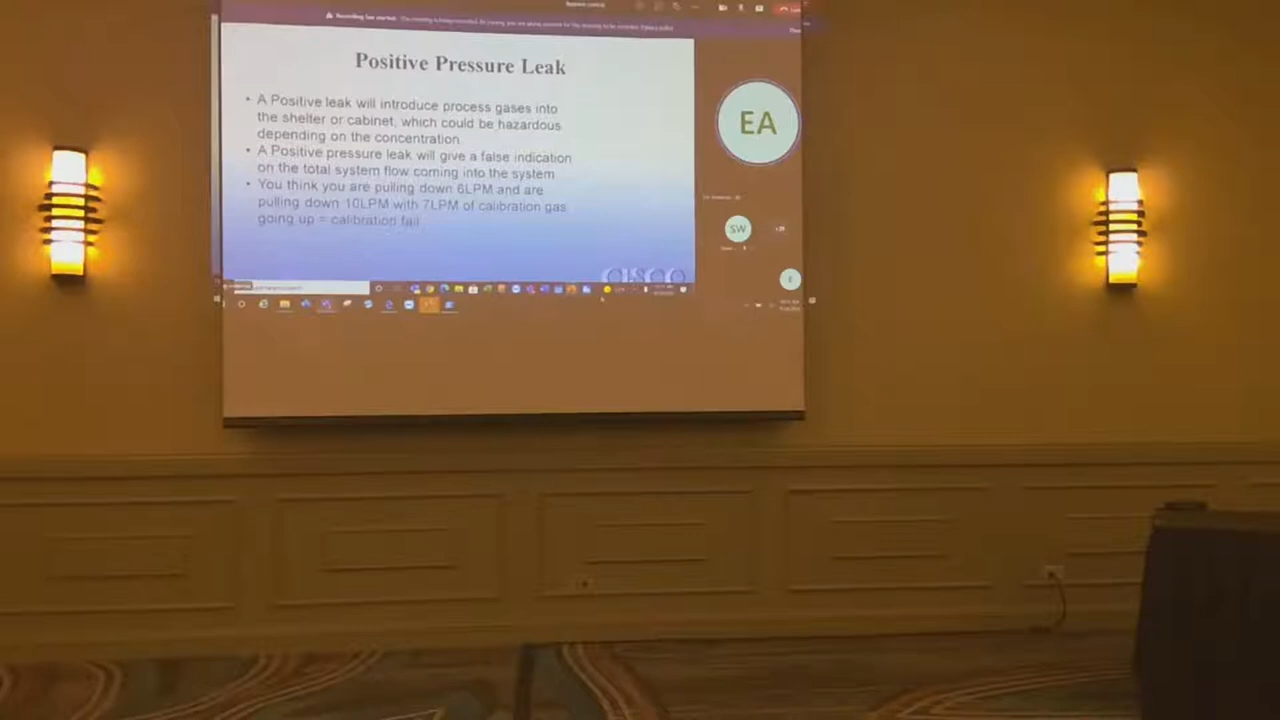 Positive Pressure Leak
• A Positive leak will introduce process gases into
the shelter or cabinet, which could be hazardous
depending on the concentration.
• A Positive pressure leak will give a false indication
on the total system flow coming into the system
• You think you are pulling down 6LPM and are
pulling down 10LPM with 7LPM of calibration gas
going up = calibration fail
CISCO
EA
SW
E